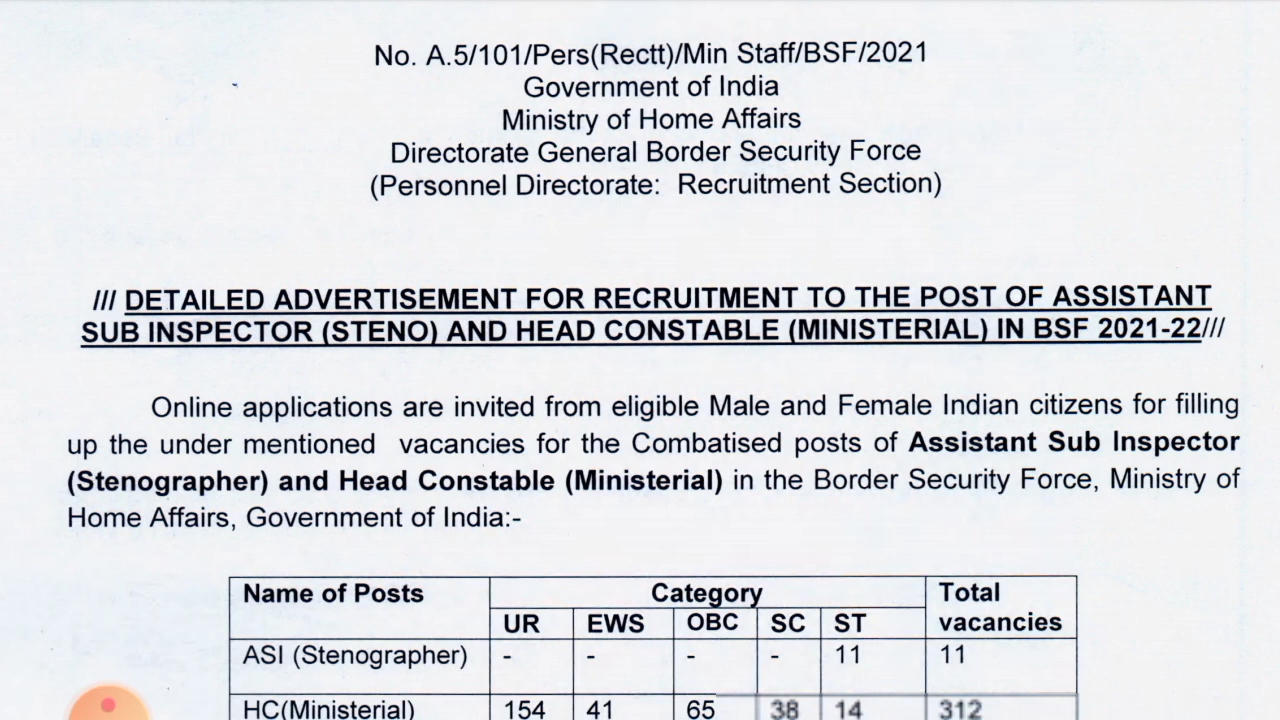 No. A.5/101/Pers(Rectt)/Min Staff/BSF/2021
Government of India
Ministry of Home Affairs
Directorate General Border Security Force
(Personnel Directorate: Recruitment Section)
/// DETAILED ADVERTISEMENT FOR RECRUITMENT TO THE POST OF ASSISTANT
SUB INSPECTOR (STENO) AND HEAD CONSTABLE (MINISTERIAL) IN BSF 2021-22///
Online applications are invited from eligible Male and Female Indian citizens for filling
up the under mentioned vacancies for the Combatised posts of Assistant Sub Inspector
(Stenographer) and Head Constable (Ministerial) in the Border Security Force, Ministry of
Home Affairs, Government of India:-
Name of Posts Category Total
UR EWS OBC SC ST vacancies
ASI (Stenographer) - - - - 11 11
HC(Ministerial) 154 41 65 38 14 312